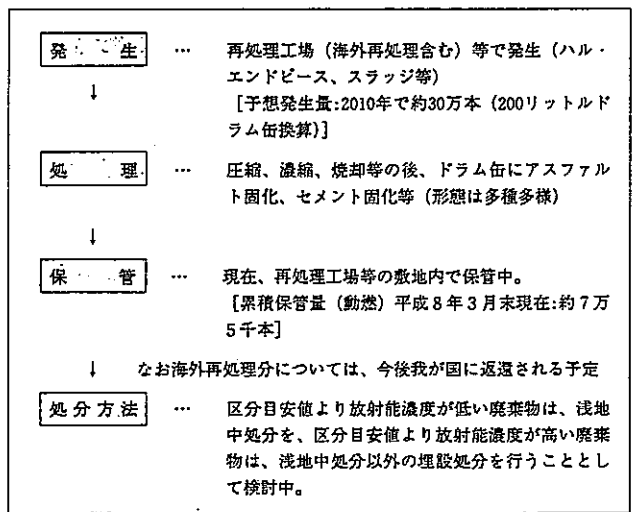 発生 … 再処理工場（海外再処理含む）等で発生（ハル・
エンドピース、スラッジ等）
↓ [予想発生量:2010年で約30万本（200リットルド
ラム缶換算）]
処理 … 圧縮、濃縮、焼却等の後、ドラム缶にアスファル
ト固化、セメント固化等（形態は多種多様）
↓
保管 … 現在、再処理工場等の敷地内で保管中。
[累積保管量（動燃）平成8年3月末現在:約7万
5千本]
↓ なお海外再処理分については、今後我が国に返還される予定
処分方法 … 区分目安値より放射能濃度が低い廃棄物は、浅地
中処分を、区分目安値より放射能濃度が高い廃棄
物は、浅地中処分以外の埋設処分を行うこととし
て検討中。